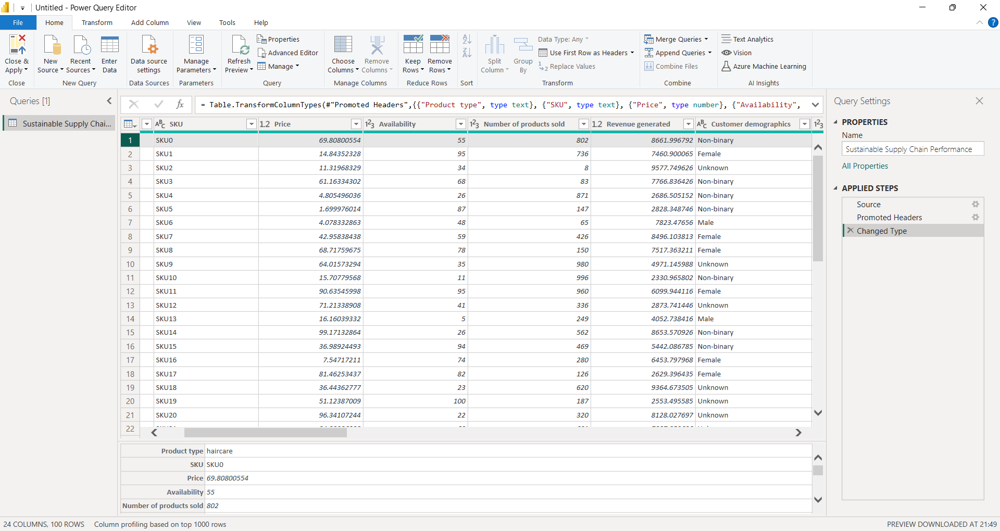 Untitled - Power Query Editor
File Home Transform Add Column View Tools Help
Close & Apply
Close
New Source
Recent Sources
Enter Data
New Query
Data source settings
Data Sources
Manage Parameters
Parameters
Refresh Preview
Properties
Advanced Editor
Manage
Query
Choose Columns
Remove Columns
Manage Columns
Keep Rows
Remove Rows
Reduce Rows
Sort
Split Column
Group By
Data Type: Any
Use First Row as Headers
Replace Values
Transform
Merge Queries
Append Queries
Combine Files
Combine
Text Analytics
Vision
Azure Machine Learning
AI Insights
Queries [1]
Sustainable Supply Chai...
fx = Table.TransformColumnTypes(#"Promoted Headers",{{"Product type", type text}, {"SKU", type text}, {"Price", type number}, {"Availability",
ABC SKU 1.2 Price 123 Availability 123 Number of products sold 1.2 Revenue generated ABC Customer demographics 123
1 SKU0 69.80800554 55 802 8661.996792 Non-binary
2 SKU1 14.84352328 95 736 7460.900065 Female
3 SKU2 11.31968329 34 8 9577.749626 Unknown
4 SKU3 61.16334302 68 83 7766.836426 Non-binary
5 SKU4 4.805496036 26 871 2686.505152 Non-binary
6 SKU5 1.699976014 87 147 2828.348746 Non-binary
7 SKU6 4.078332863 48 65 7823.47656 Male
8 SKU7 42.95838438 59 426 8496.103813 Female
9 SKU8 68.71759675 78 150 7517.363211 Female
10 SKU9 64.01573294 35 980 4971.145988 Unknown
11 SKU10 15.70779568 11 996 2330.965802 Non-binary
12 SKU11 90.63545998 95 960 6099.944116 Female
13 SKU12 71.21338908 41 336 2873.741446 Unknown
14 SKU13 16.16039332 5 249 4052.738416 Male
15 SKU14 99.17132864 26 562 8653.570926 Non-binary
16 SKU15 36.98924493 94 469 5442.086785 Non-binary
17 SKU16 7.54717211 74 280 6453.797968 Female
18 SKU17 81.46253437 82 126 2629.396435 Female
19 SKU18 36.44362777 23 620 9364.673505 Unknown
20 SKU19 51.12387009 100 187 2553.495585 Unknown
21 SKU20 96.34107244 22 320 8128.027697 Unknown
22
Product type haircare
SKU SKU0
Price 69.80800554
Availability 55
Number of products sold 802
Query Settings
PROPERTIES
Name
Sustainable Supply Chain Performance
All Properties
APPLIED STEPS
Source
Promoted Headers
Changed Type
24 COLUMNS, 100 ROWS Column profiling based on top 1000 rows
PREVIEW DOWNLOADED AT 21:49